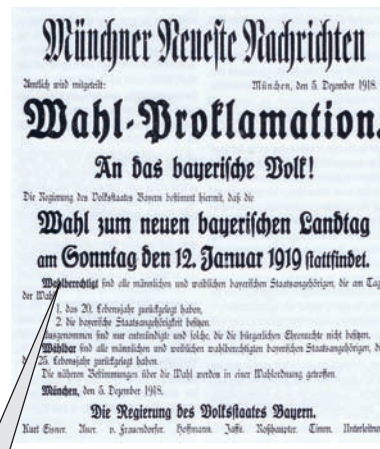 Münchner Neueste Nachrichten
Amtlich wird mitgeteilt: München, den 5. Dezember 1918.
Wahl-Proklamation.
An das bayerische Volk!
Die Regierung des Volksstaates Bayern bestimmt hiermit, daß die
Wahl zum neuen bayerischen Landtag
am Sonntag den 12. Januar 1919 stattfindet.
Wahlberechtigt sind alle männlichen und weiblichen bayerischen Staatsangehörigen, die am Tag
der Wahl
1. das 20. Lebensjahr zurückgelegt haben,
2. die bayerische Staatsangehörigkeit besitzen.
Ausgenommen sind nur entmündigte und solche, die die bürgerlichen Ehrenrechte nicht besitzen.
Wählbar sind alle männlichen und weiblichen wahlberechtigten bayerischen Staatsangehörigen, die
das 25. Lebensjahr zurückgelegt haben.
Die näheren Bestimmungen über die Wahl werden in einer Wahlordnung getroffen.
München, den 5. Dezember 1918.
Die Regierung des Volksstaates Bayern.
Kurt Eisner. Auer. v. Frauendorfer. Hoffmann. Jaffé. Roßhaupter. Timm. Unterleitner